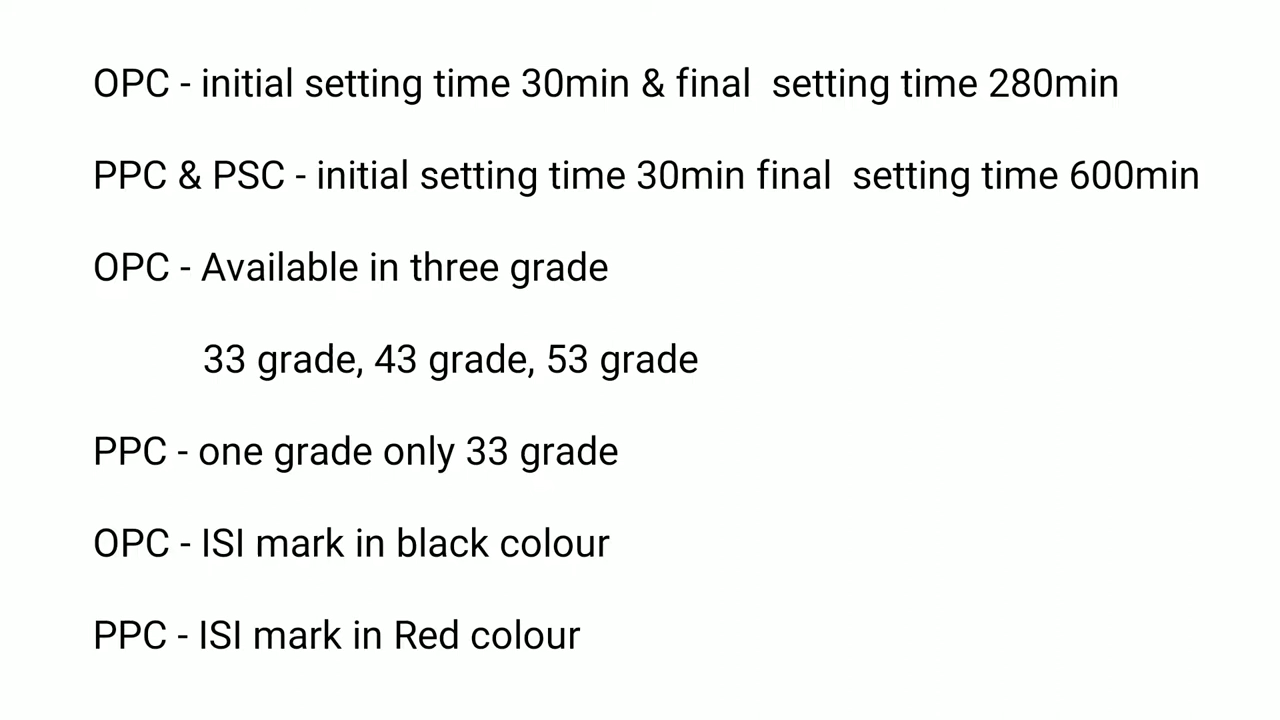 OPC - initial setting time 30min & final  setting time 280min
PPC & PSC - initial setting time 30min final  setting time 600min
OPC - Available in three grade
33 grade, 43 grade, 53 grade
PPC - one grade only 33 grade
OPC - ISI mark in black colour
PPC - ISI mark in Red colour